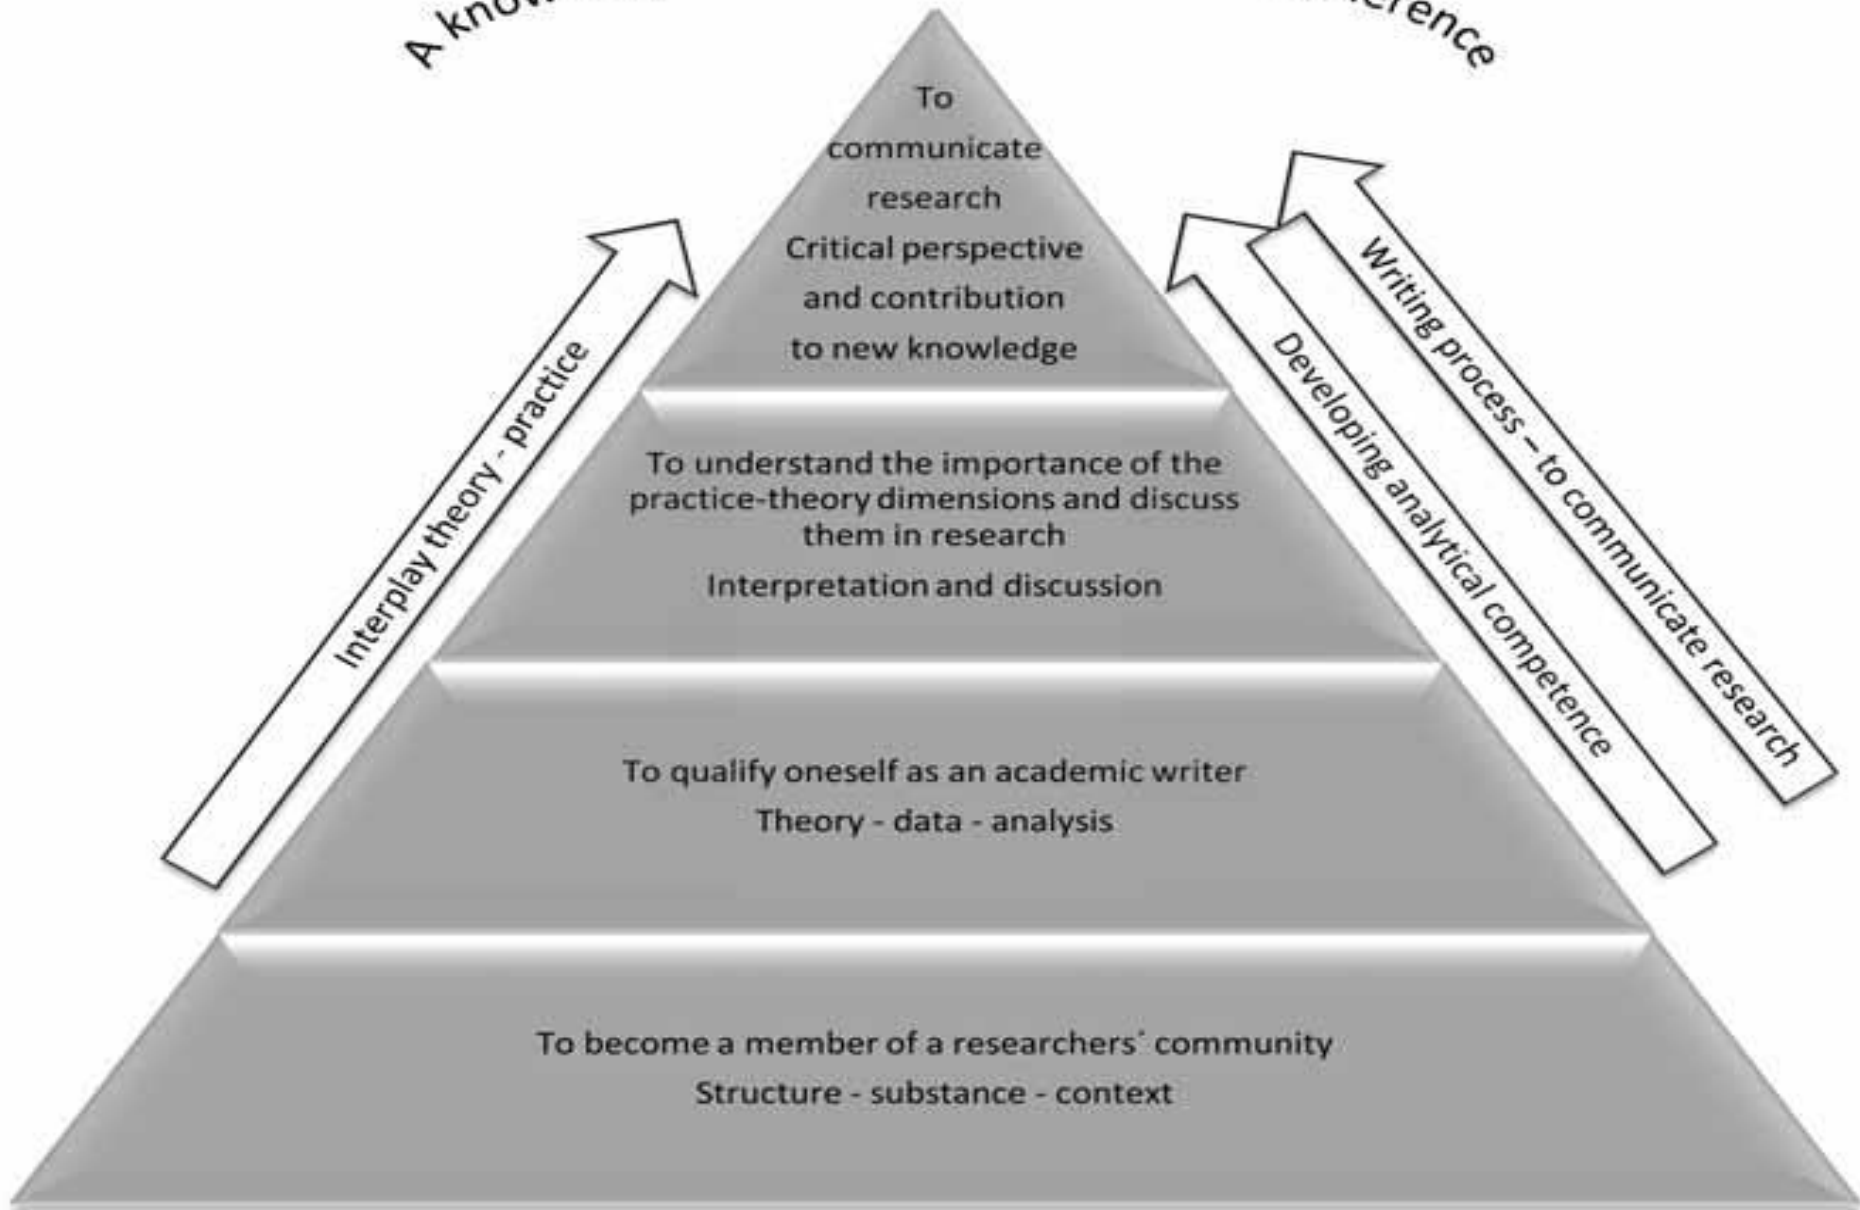 A
To
communicate
research
Critical perspective
and contribution
to new knowledge
Interplay theory - practice
Developing analytical competence
Writing process – to communicate research
To understand the importance of the
practice-theory dimensions and discuss
them in research
Interpretation and discussion
To qualify oneself as an academic writer
Theory - data - analysis
To become a member of a researchers´ community
Structure - substance - context